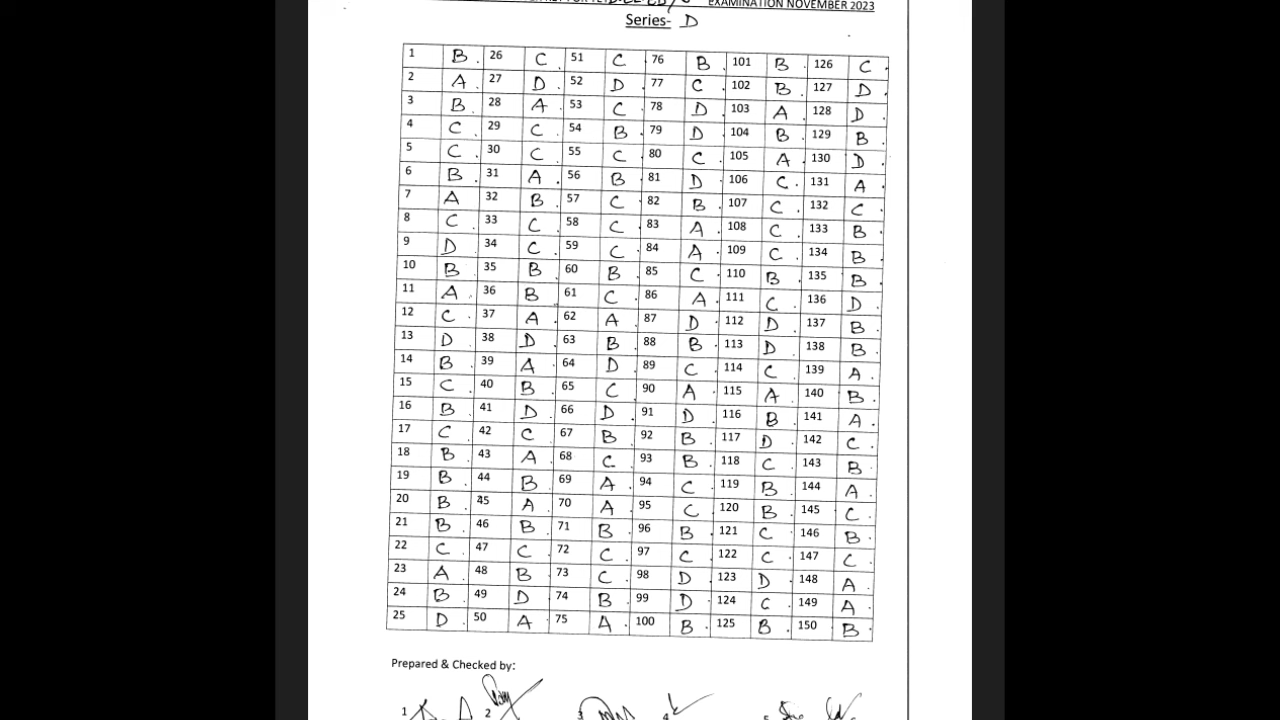 EXAMINATION NOVEMBER 2023
Series- D
1 B 26 C 51 C 76 B 101 B 126 C
2 A 27 D 52 D 77 C 102 B 127 D
3 B 28 A 53 C 78 D 103 A 128 D
4 C 29 C 54 B 79 D 104 B 129 B
5 C 30 C 55 C 80 C 105 A 130 D
6 B 31 A 56 B 81 D 106 C 131 A
7 A 32 B 57 C 82 B 107 C 132 C
8 C 33 C 58 C 83 A 108 C 133 B
9 D 34 C 59 C 84 A 109 C 134 B
10 B 35 B 60 B 85 C 110 B 135 B
11 A 36 B 61 C 86 A 111 C 136 D
12 C 37 A 62 A 87 D 112 D 137 B
13 D 38 D 63 B 88 B 113 D 138 B
14 B 39 A 64 D 89 C 114 C 139 A
15 C 40 B 65 C 90 A 115 A 140 B
16 B 41 D 66 D 91 D 116 B 141 A
17 C 42 C 67 B 92 B 117 D 142 C
18 B 43 A 68 C 93 B 118 C 143 B
19 B 44 B 69 A 94 C 119 B 144 A
20 B 45 A 70 A 95 C 120 B 145 C
21 B 46 B 71 B 96 B 121 C 146 B
22 C 47 C 72 C 97 C 122 C 147 C
23 A 48 B 73 C 98 D 123 D 148 A
24 B 49 D 74 B 99 D 124 C 149 A
25 D 50 A 75 A 100 B 125 B 150 B
Prepared & Checked by:
1 2 3 4 5